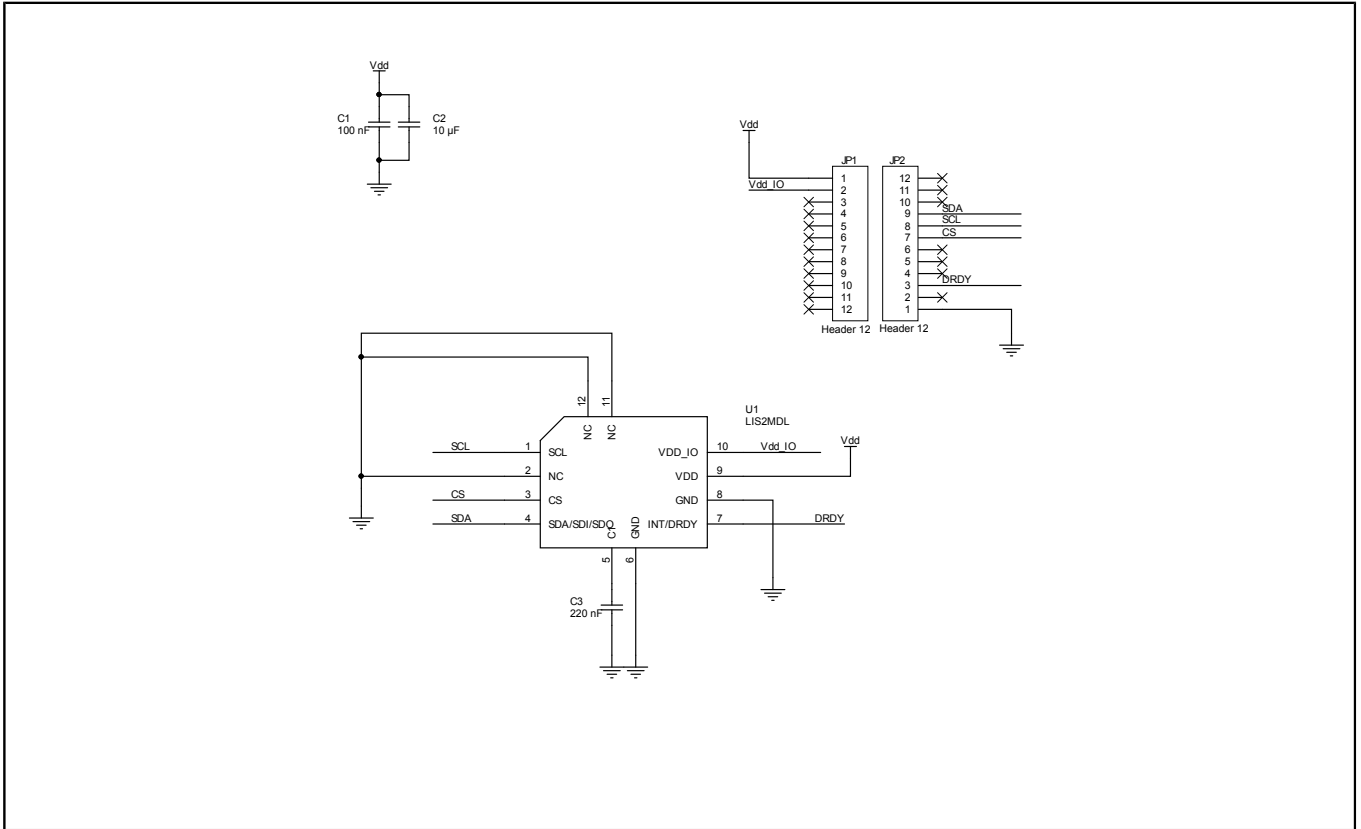 Vdd
C1
100 nF
C2
10 µF
Vdd
JP1
JP2
1
12
Vdd_IO
2
11
3
10
4
9
SDA
5
8
SCL
6
7
CS
7
6
8
5
9
4
10
3
DRDY
11
2
12
1
Header 12
Header 12
12
11
NC
NC
U1
LIS2MDL
SCL
1
SCL
VDD_IO
10
Vdd_IO
Vdd
2
NC
VDD
9
CS
3
CS
GND
8
SDA
4
SDA/SDI/SDO
C1
GND
INT/DRDY
7
DRDY
5
6
C3
220 nF